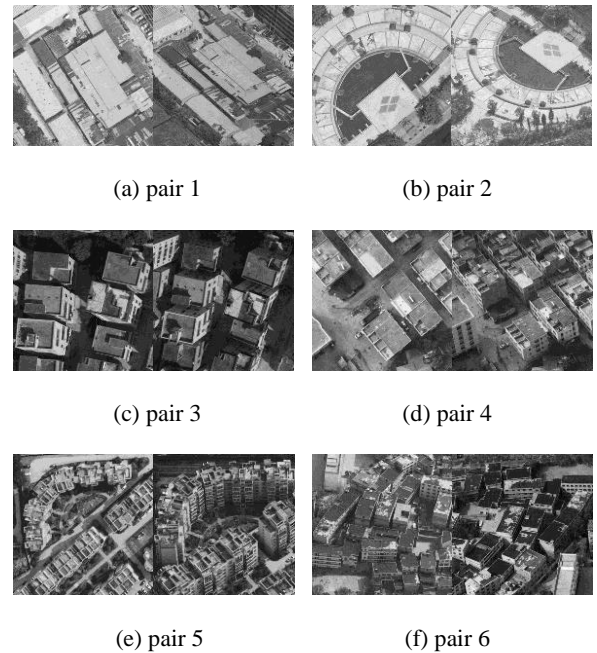 (a) pair 1
(b) pair 2
(c) pair 3
(d) pair 4
(e) pair 5
(f) pair 6